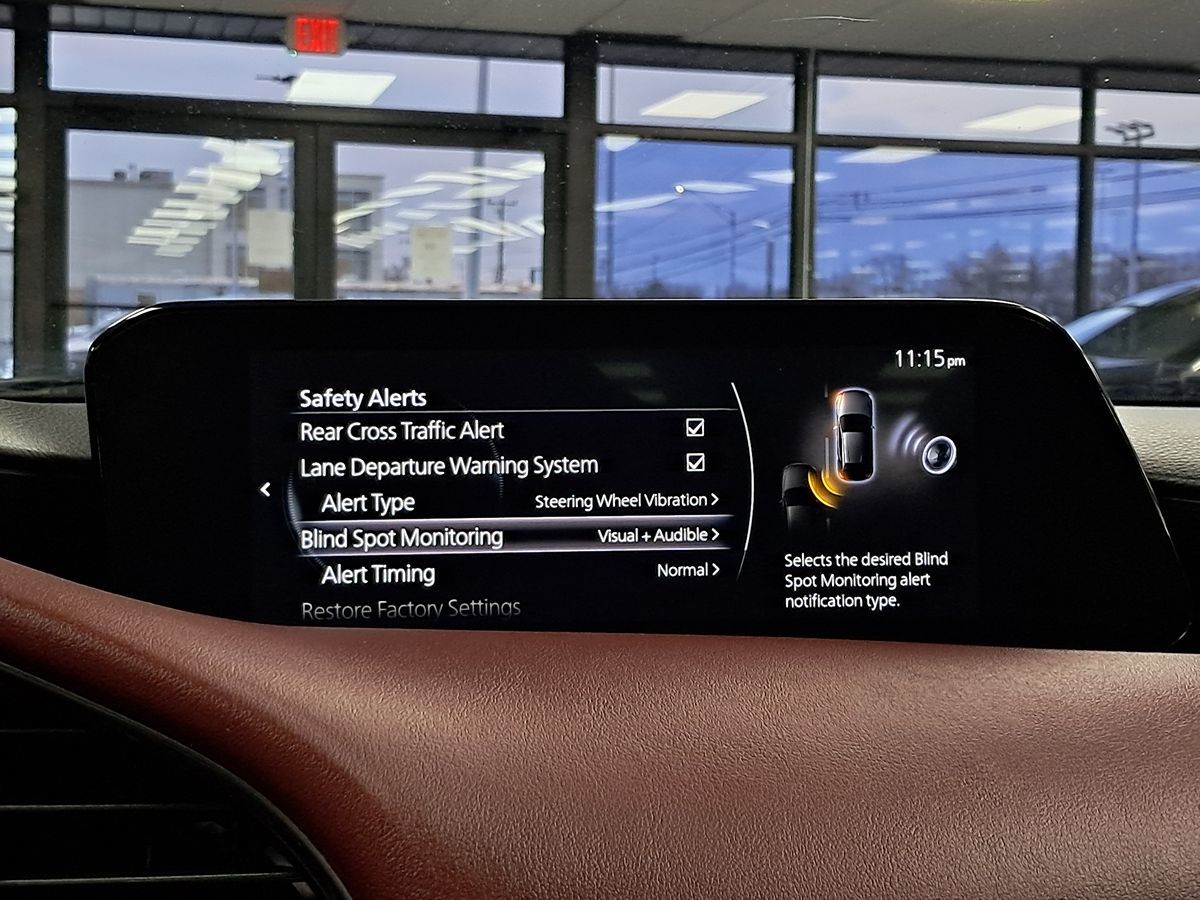 EXIT
11:15pm
Safety Alerts
Rear Cross Traffic Alert
Lane Departure Warning System
Alert Type Steering Wheel Vibration
Blind Spot Monitoring Visual + Audible
Alert Timing Normal
Restore Factory Settings
Selects the desired Blind
Spot Monitoring alert
notification type.